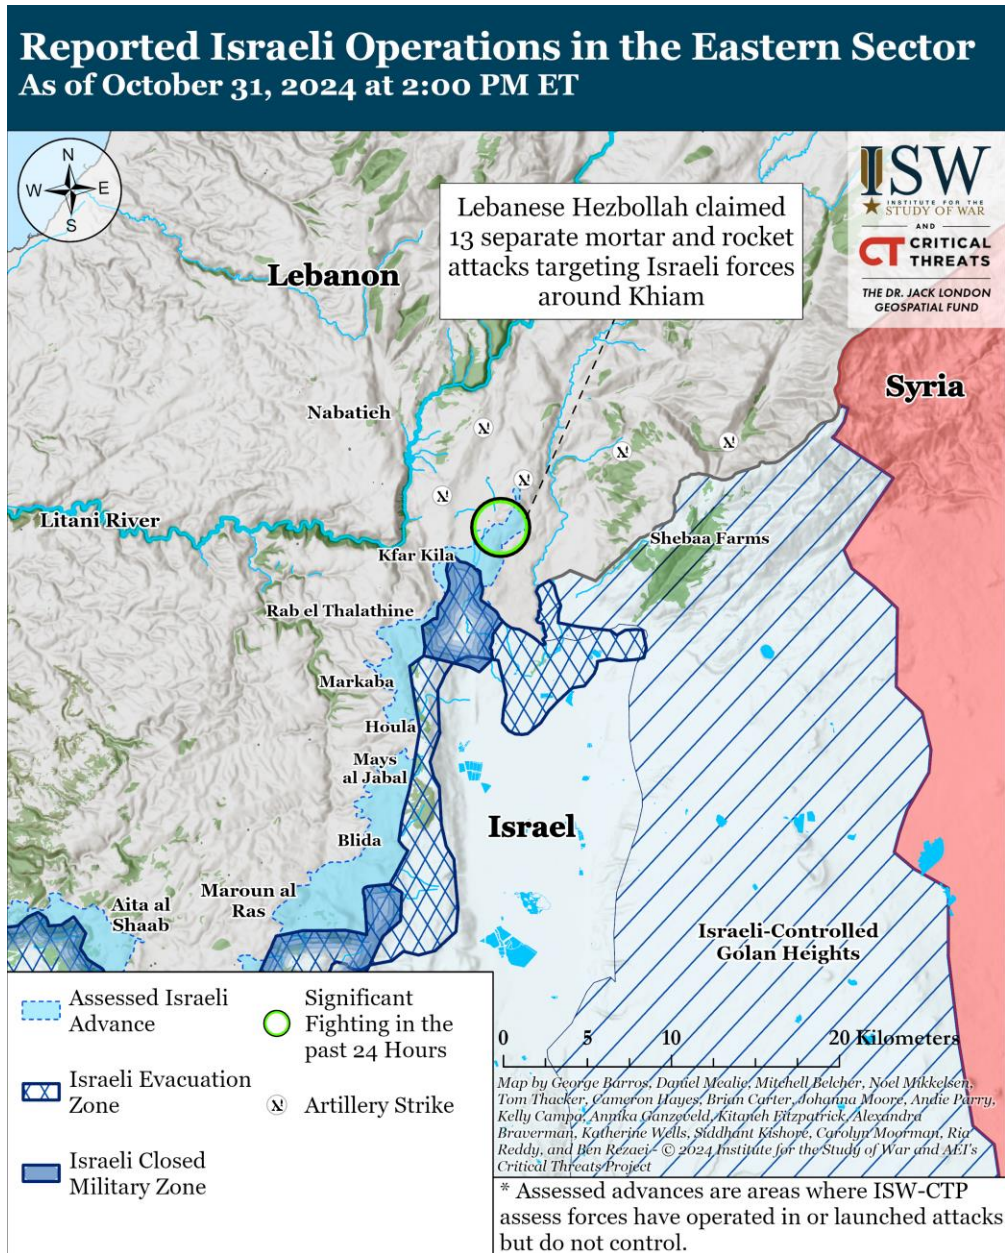 Reported Israeli Operations in the Eastern Sector
As of October 31, 2024 at 2:00 PM ET
N
W
E
S
ISW
INSTITUTE FOR THE
STUDY OF WAR
AND
CT CRITICAL
THREATS
THE DR. JACK LONDON
GEOSPATIAL FUND
Lebanese Hezbollah claimed
13 separate mortar and rocket
attacks targeting Israeli forces
around Khiam
Lebanon
Syria
Nabatieh
Litani River
Shebaa Farms
Kfar Kila
Rab el Thalathine
Markaba
Houla
Mays
al Jabal
Israel
Blida
Maroun al
Ras
Aita al
Shaab
Israeli-Controlled
Golan Heights
Assessed Israeli
Advance
Israeli Evacuation
Zone
Israeli Closed
Military Zone
Significant
Fighting in the
past 24 Hours
Artillery Strike
0 5 10 20 Kilometers
Map by George Barros, Daniel Mealie, Mitchell Belcher, Noel Mikkelsen,
Tom Thacker, Cameron Hayes, Brian Carter, Johanna Moore, Andie Parry,
Kelly Campa, Annika Ganzeveld, Kitaneh Fitzpatrick, Alexandra
Braverman, Katherine Wells, Siddhant Kishore, Carolyn Moorman, Ria
Reddy, and Ben Rezaei - © 2024 Institute for the Study of War and AEI's
Critical Threats Project
* Assessed advances are areas where ISW-CTP
assess forces have operated in or launched attacks
but do not control.